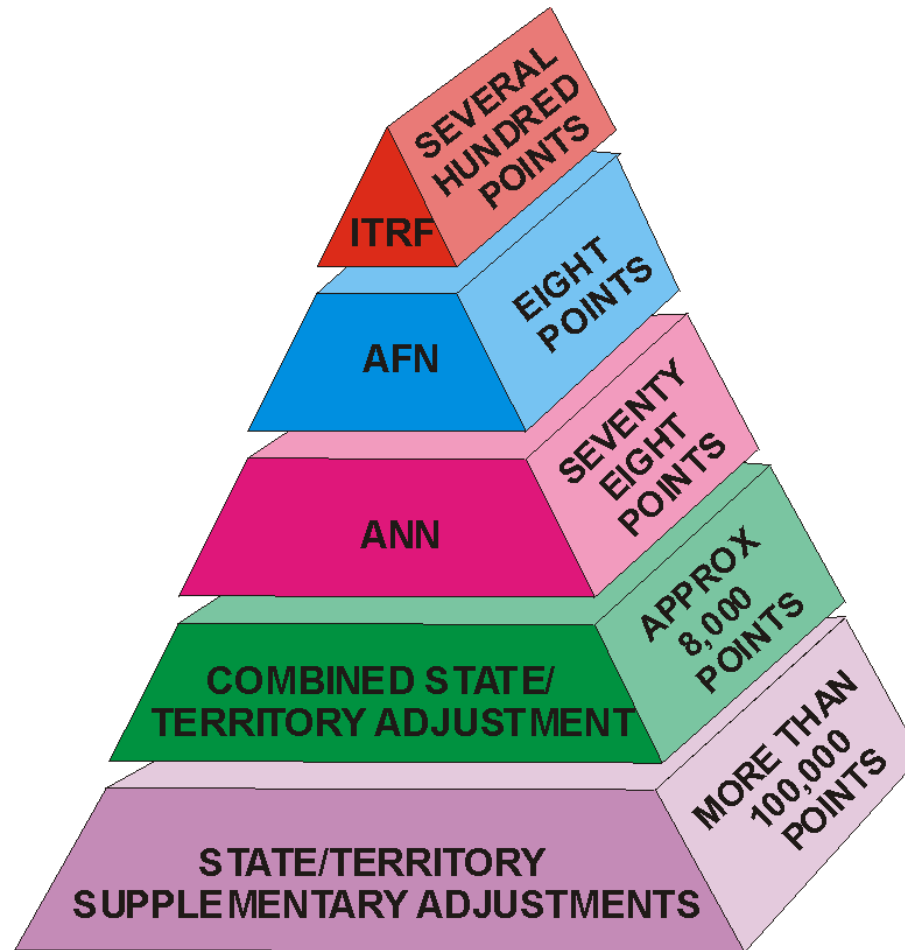 SEVERAL
HUNDRED
POINTS
ITRF
EIGHT
POINTS
AFN
SEVENTY
EIGHT
POINTS
ANN
APPROX
8,000
POINTS
COMBINED STATE/
TERRITORY ADJUSTMENT
MORE THAN
100,000
POINTS
STATE/TERRITORY
SUPPLEMENTARY ADJUSTMENTS